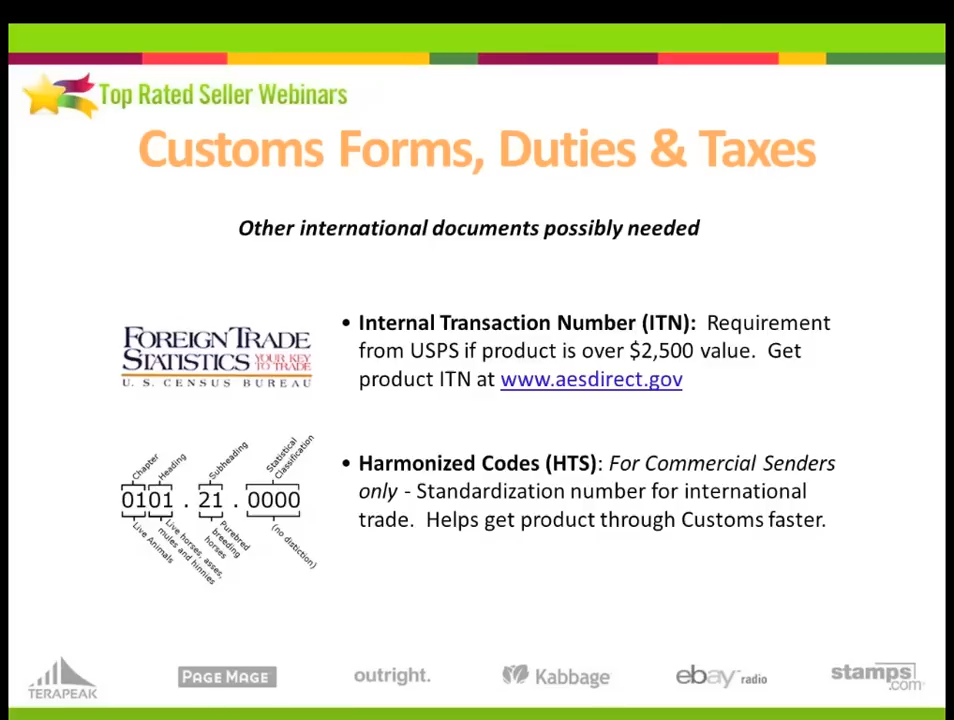 Top Rated Seller Webinars
Customs Forms, Duties & Taxes
Other international documents possibly needed
FOREIGN TRADE
STATISTICS YOUR KEY TO TRADE
U. S. CENSUS BUREAU
• Internal Transaction Number (ITN): Requirement
from USPS if product is over $2,500 value. Get
product ITN at www.aesdirect.gov
Chapter
Heading
Subheading
Statistical
Classification
0101 . 21 . 0000
Live Animals
Live horses, asses,
mules and hinnies
Purebred
breeding
horses
(no distiction)
• Harmonized Codes (HTS): For Commercial Senders
only - Standardization number for international
trade. Helps get product through Customs faster.
TERAPEAK
PAGE MAGE
outright.
Kabbage
ebay radio
stamps.com